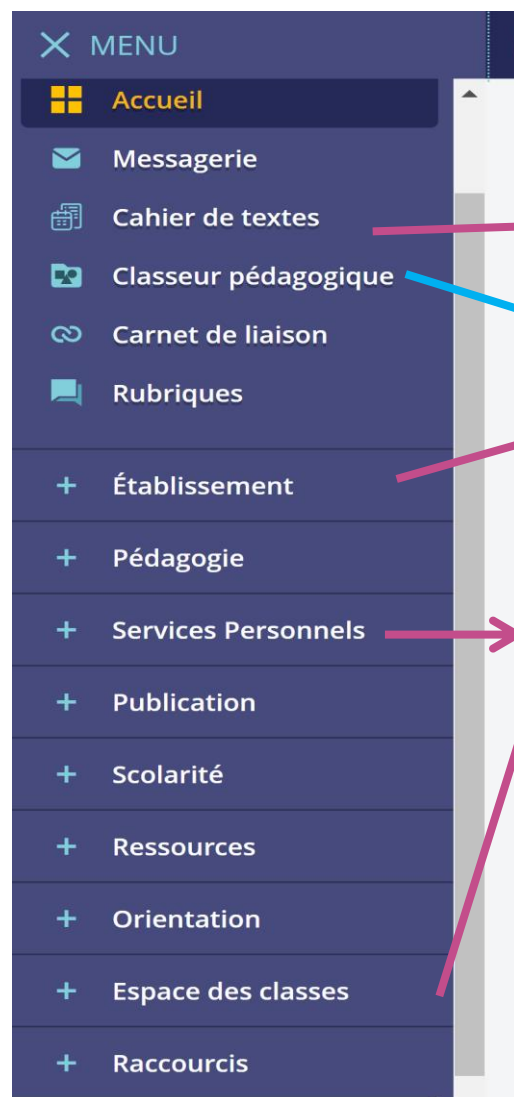 MENU
Accueil
Messagerie
Cahier de textes
Classeur pédagogique
Carnet de liaison
Rubriques
+ Établissement
+ Pédagogie
+ Services Personnels
+ Publication
+ Scolarité
+ Ressources
+ Orientation
+ Espace des classes
+ Raccourcis